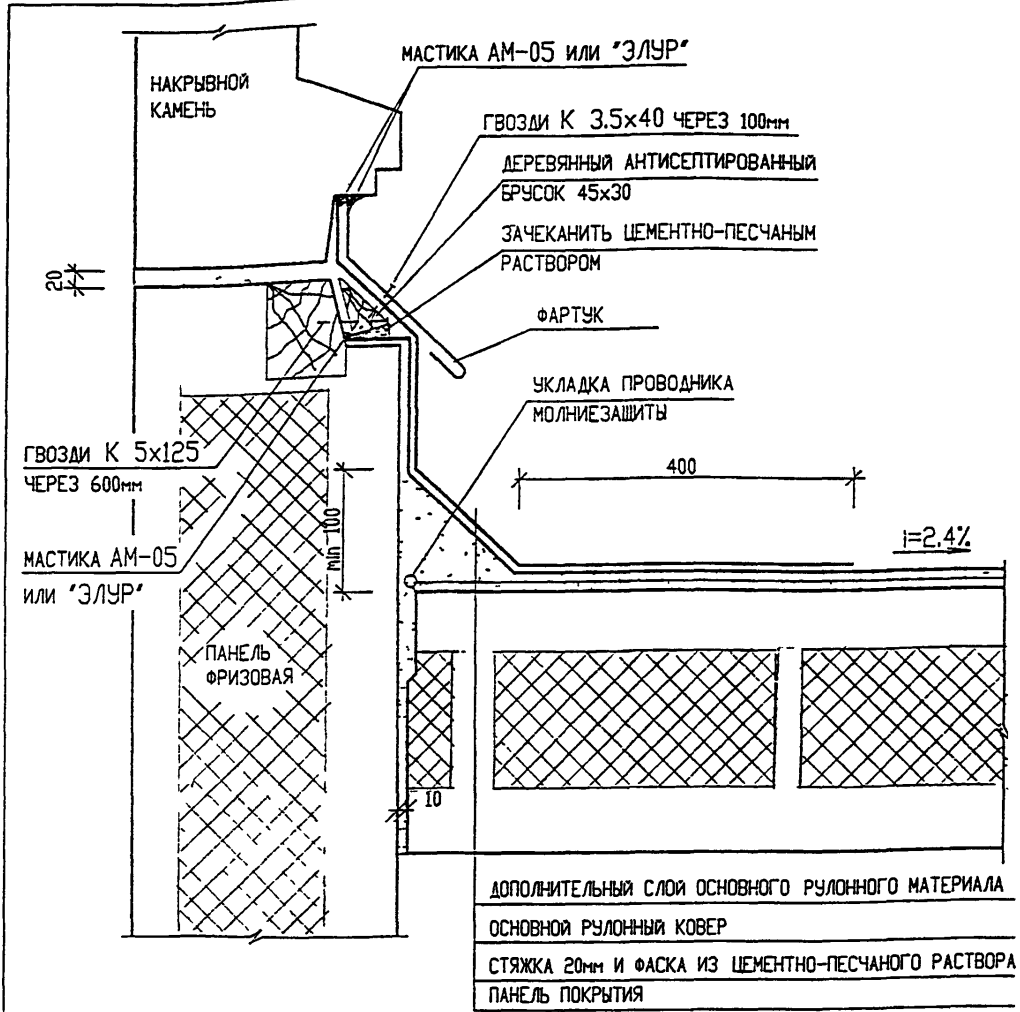 МАСТИКА АМ-05 ИЛИ "ЭЛУР"
НАКРЫВНОЙ
КАМЕНЬ
ГВОЗДИ К 3.5х40 ЧЕРЕЗ 100мм
ДЕРЕВЯННЫЙ АНТИСЕПТИРОВАННЫЙ
БРУСОК 45х30
ЗАЧЕКАНИТЬ ЦЕМЕНТНО-ПЕСЧАНЫМ
РАСТВОРОМ
20
ФАРТУК
УКЛАДКА ПРОВОДНИКА
МОЛНИЕЗАЩИТЫ
ГВОЗДИ К 5х125
ЧЕРЕЗ 600мм
400
min 100
i=2.4%
МАСТИКА АМ-05
ИЛИ "ЭЛУР"
ПАНЕЛЬ
ФРИЗОВАЯ
10
ДОПОЛНИТЕЛЬНЫЙ СЛОЙ ОСНОВНОГО РУЛОННОГО МАТЕРИАЛА
ОСНОВНОЙ РУЛОННЫЙ КОВЕР
СТЯЖКА 20мм И ФАСКА ИЗ ЦЕМЕНТНО-ПЕСЧАНОГО РАСТВОРА
ПАНЕЛЬ ПОКРЫТИЯ